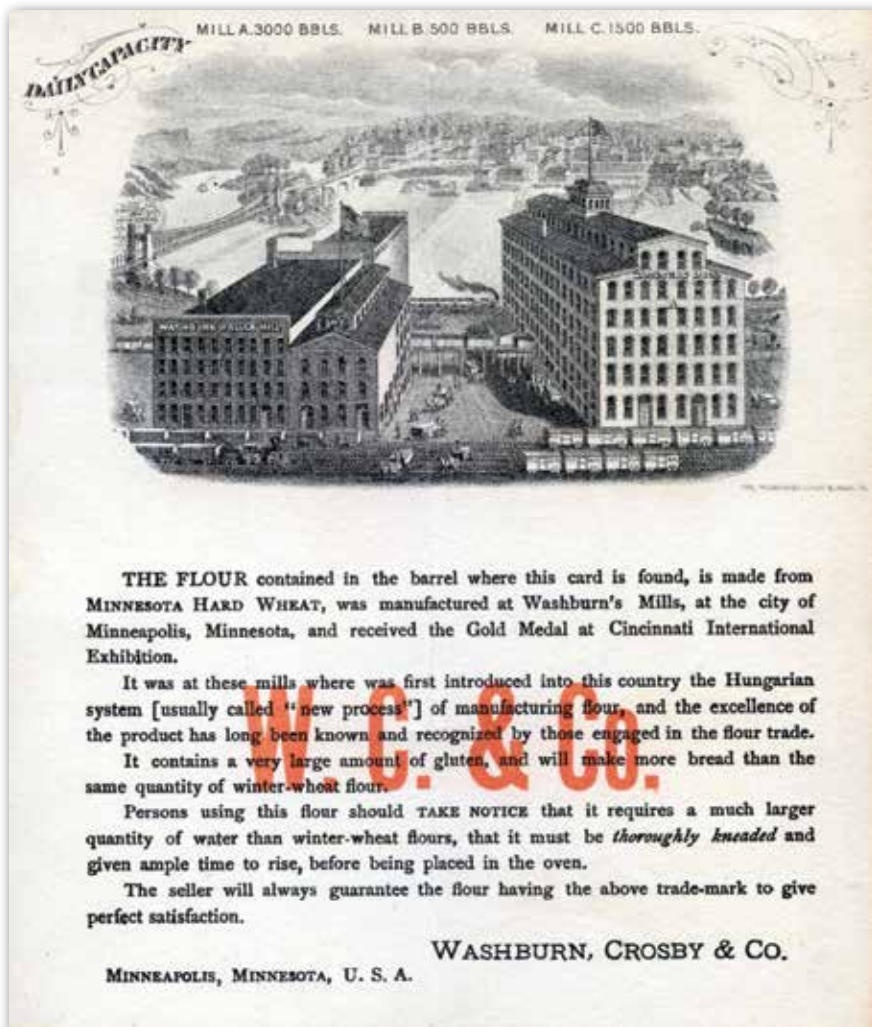 DAILY CAPACITY
MILL A. 3000 BBLS. MILL B. 500 BBLS. MILL C. 1500 BBLS.
THE FLOUR contained in the barrel where this card is found, is made from
MINNESOTA HARD WHEAT, was manufactured at Washburn's Mills, at the city of
Minneapolis, Minnesota, and received the Gold Medal at Cincinnati International
Exhibition.
It was at these mills where was first introduced into this country the Hungarian
system [usually called "new process"] of manufacturing flour, and the excellence of
the product has long been known and recognized by those engaged in the flour trade.
W. C. & Co.
It contains a very large amount of gluten, and will make more bread than the
same quantity of winter-wheat flour.
Persons using this flour should TAKE NOTICE that it requires a much larger
quantity of water than winter-wheat flours, that it must be thoroughly kneaded and
given ample time to rise, before being placed in the oven.
The seller will always guarantee the flour having the above trade-mark to give
perfect satisfaction.
WASHBURN, CROSBY & CO.
MINNEAPOLIS, MINNESOTA, U. S. A.